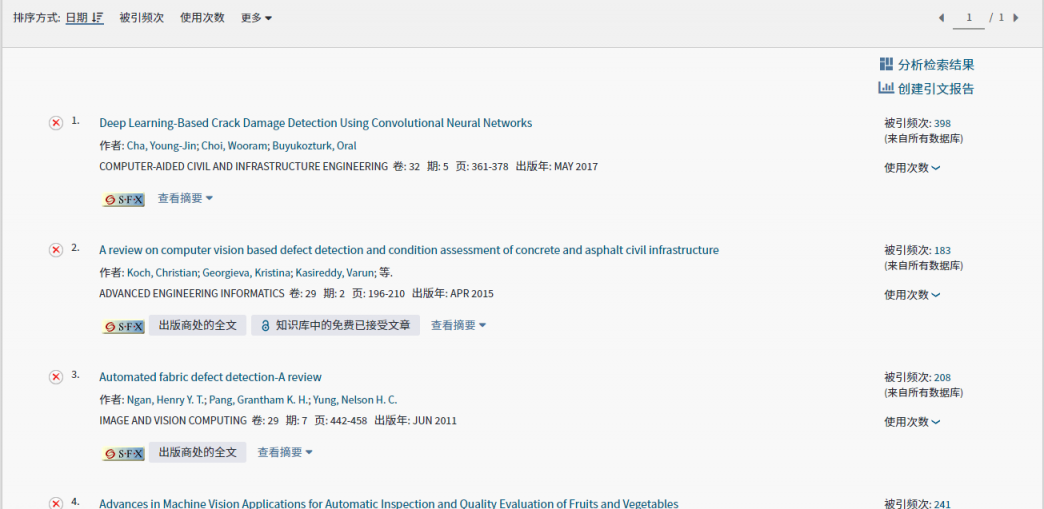 排序方式: 日期 被引频次 使用次数 更多
1 / 1
分析检索结果
创建引文报告
1. Deep Learning-Based Crack Damage Detection Using Convolutional Neural Networks
作者: Cha, Young-Jin; Choi, Wooram; Buyukozturk, Oral
COMPUTER-AIDED CIVIL AND INFRASTRUCTURE ENGINEERING 卷: 32 期: 5 页: 361-378 出版年: MAY 2017
S·F·X 查看摘要
被引频次: 398
(来自所有数据库)
使用次数
2. A review on computer vision based defect detection and condition assessment of concrete and asphalt civil infrastructure
作者: Koch, Christian; Georgieva, Kristina; Kasireddy, Varun; 等.
ADVANCED ENGINEERING INFORMATICS 卷: 29 期: 2 页: 196-210 出版年: APR 2015
S·F·X 出版商处的全文 知识库中的免费已接受文章 查看摘要
被引频次: 183
(来自所有数据库)
使用次数
3. Automated fabric defect detection-A review
作者: Ngan, Henry Y. T.; Pang, Grantham K. H.; Yung, Nelson H. C.
IMAGE AND VISION COMPUTING 卷: 29 期: 7 页: 442-458 出版年: JUN 2011
S·F·X 出版商处的全文 查看摘要
被引频次: 208
(来自所有数据库)
使用次数
4. Advances in Machine Vision Applications for Automatic Inspection and Quality Evaluation of Fruits and Vegetables
被引频次: 241